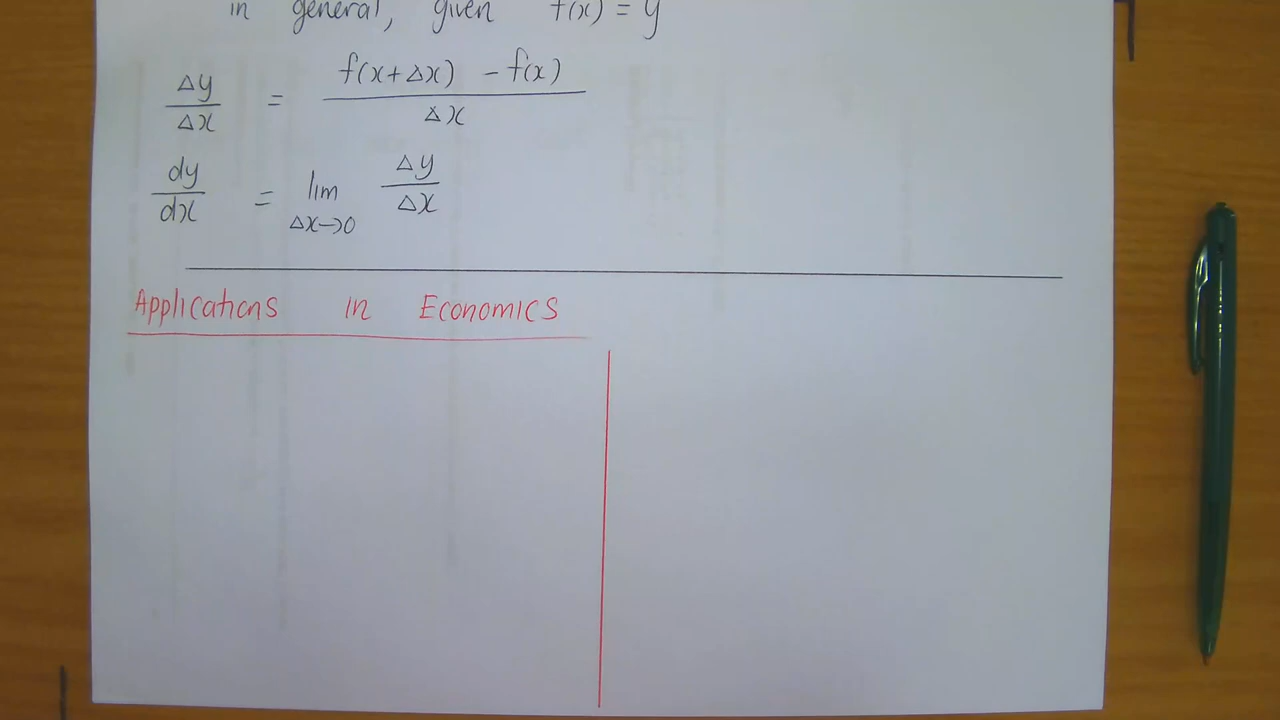 in general, given f(x) = y
Δy/Δx = (f(x+Δx) - f(x))/Δx
dy/dx = lim Δx→0 Δy/Δx
Applications in Economics